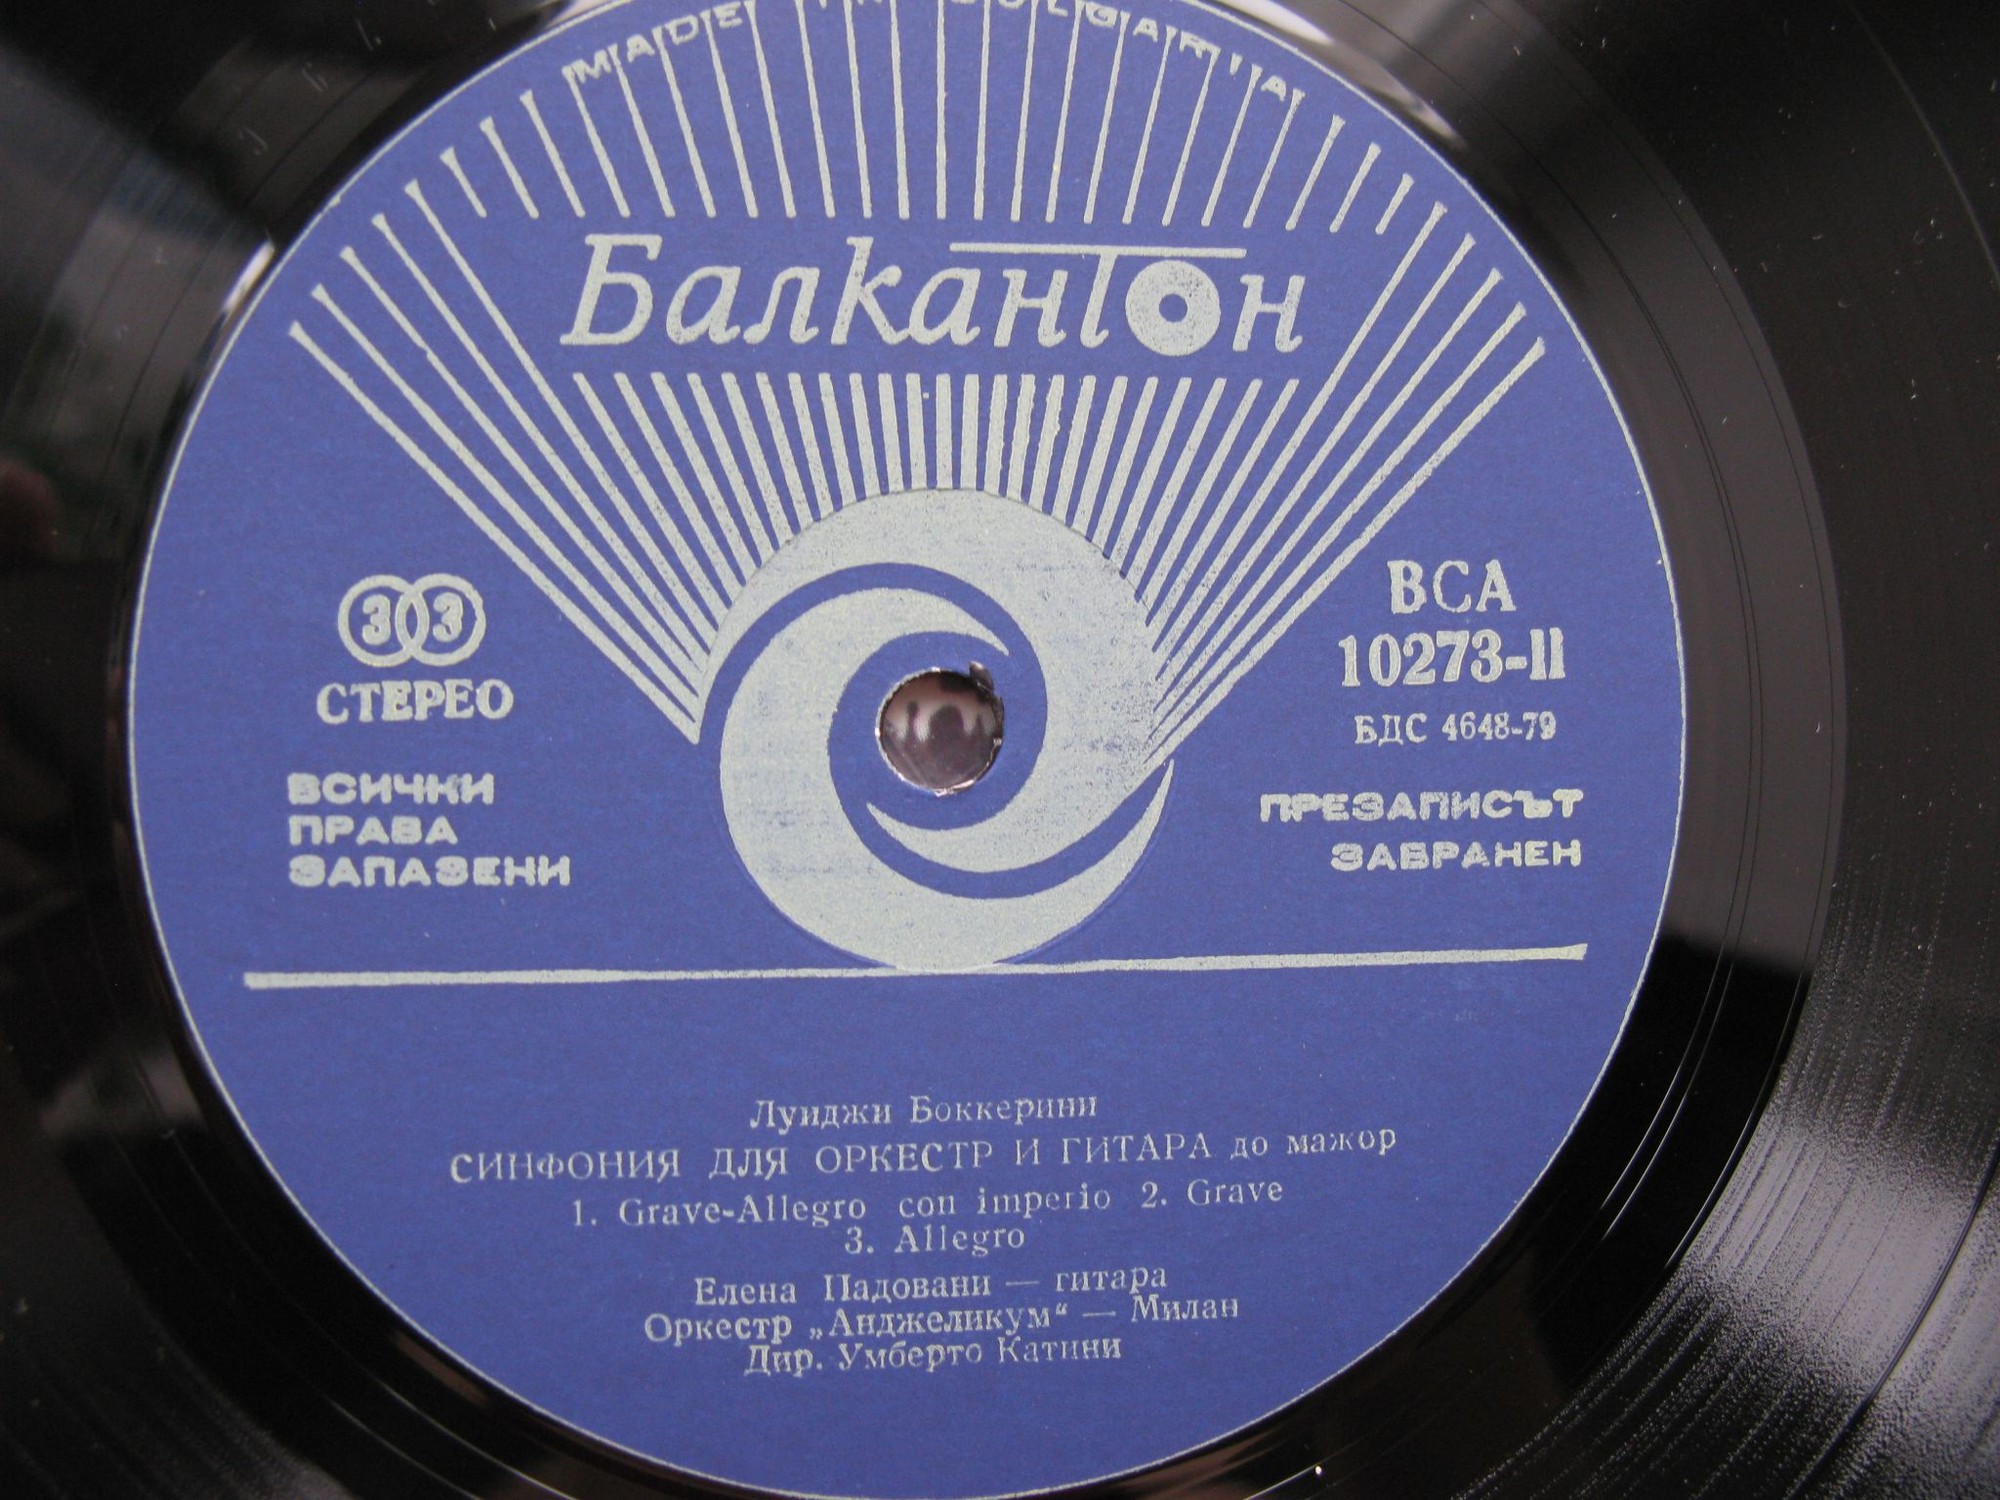 MADE IN BULGARIA
Балкантон
33
СТЕРЕО
ВСИЧКИ
ПРАВА
ЗАПАЗЕНИ
ВСА
10273-II
БДС 4648-79
ПРЕЗАПИСЪТ
ЗАБРАНЕН
Луиджи Боккерини
СИНФОНИЯ ДЛЯ ОРКЕСТР И ГИТАРА до мажор
1. Grave-Allegro con imperio 2. Grave
3. Allegro
Елена Падовани — гитара
Оркестр „Анджеликум“ — Милан
Дир. Умберто Катини